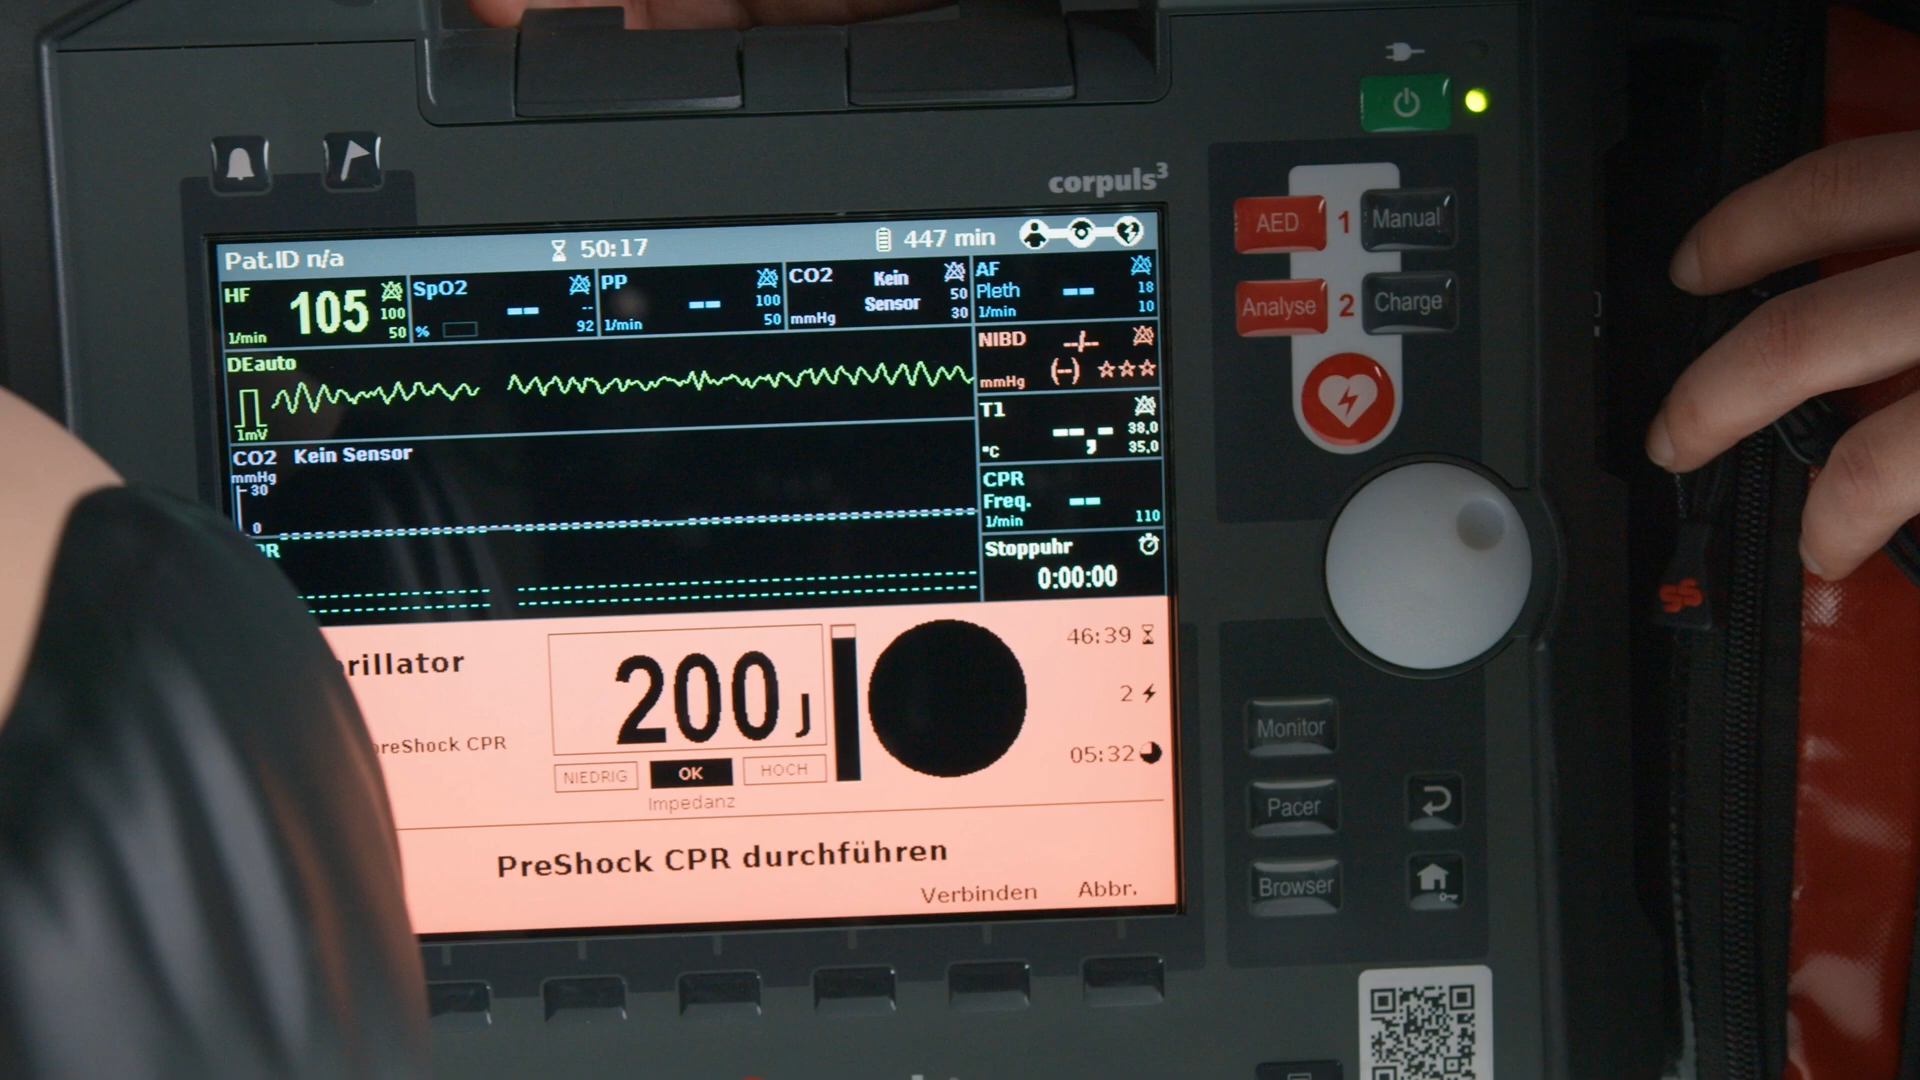 corpuls³
Pat.ID n/a
50:17
447 min
HF
105
100
50
1/min
SpO2
--
--
%
92
PP
--
100
50
1/min
CO2
Kein
Sensor
50
30
mmHg
AF
Pleth
--
18
10
1/min
DEauto
1mV
NIBD
--/--
mmHg
(--)
T1
--,-
38,0
35,0
°C
CO2 Kein Sensor
mmHg
30
0
CPR
Freq.
--
1/min
110
Stoppuhr
0:00:00
200 J
46:39
2
05:32
PreShock CPR
NIEDRIG
OK
HOCH
Impedanz
PreShock CPR durchführen
Verbinden
Abbr.
AED
1
Manual
Analyse
2
Charge
Monitor
Pacer
Browser